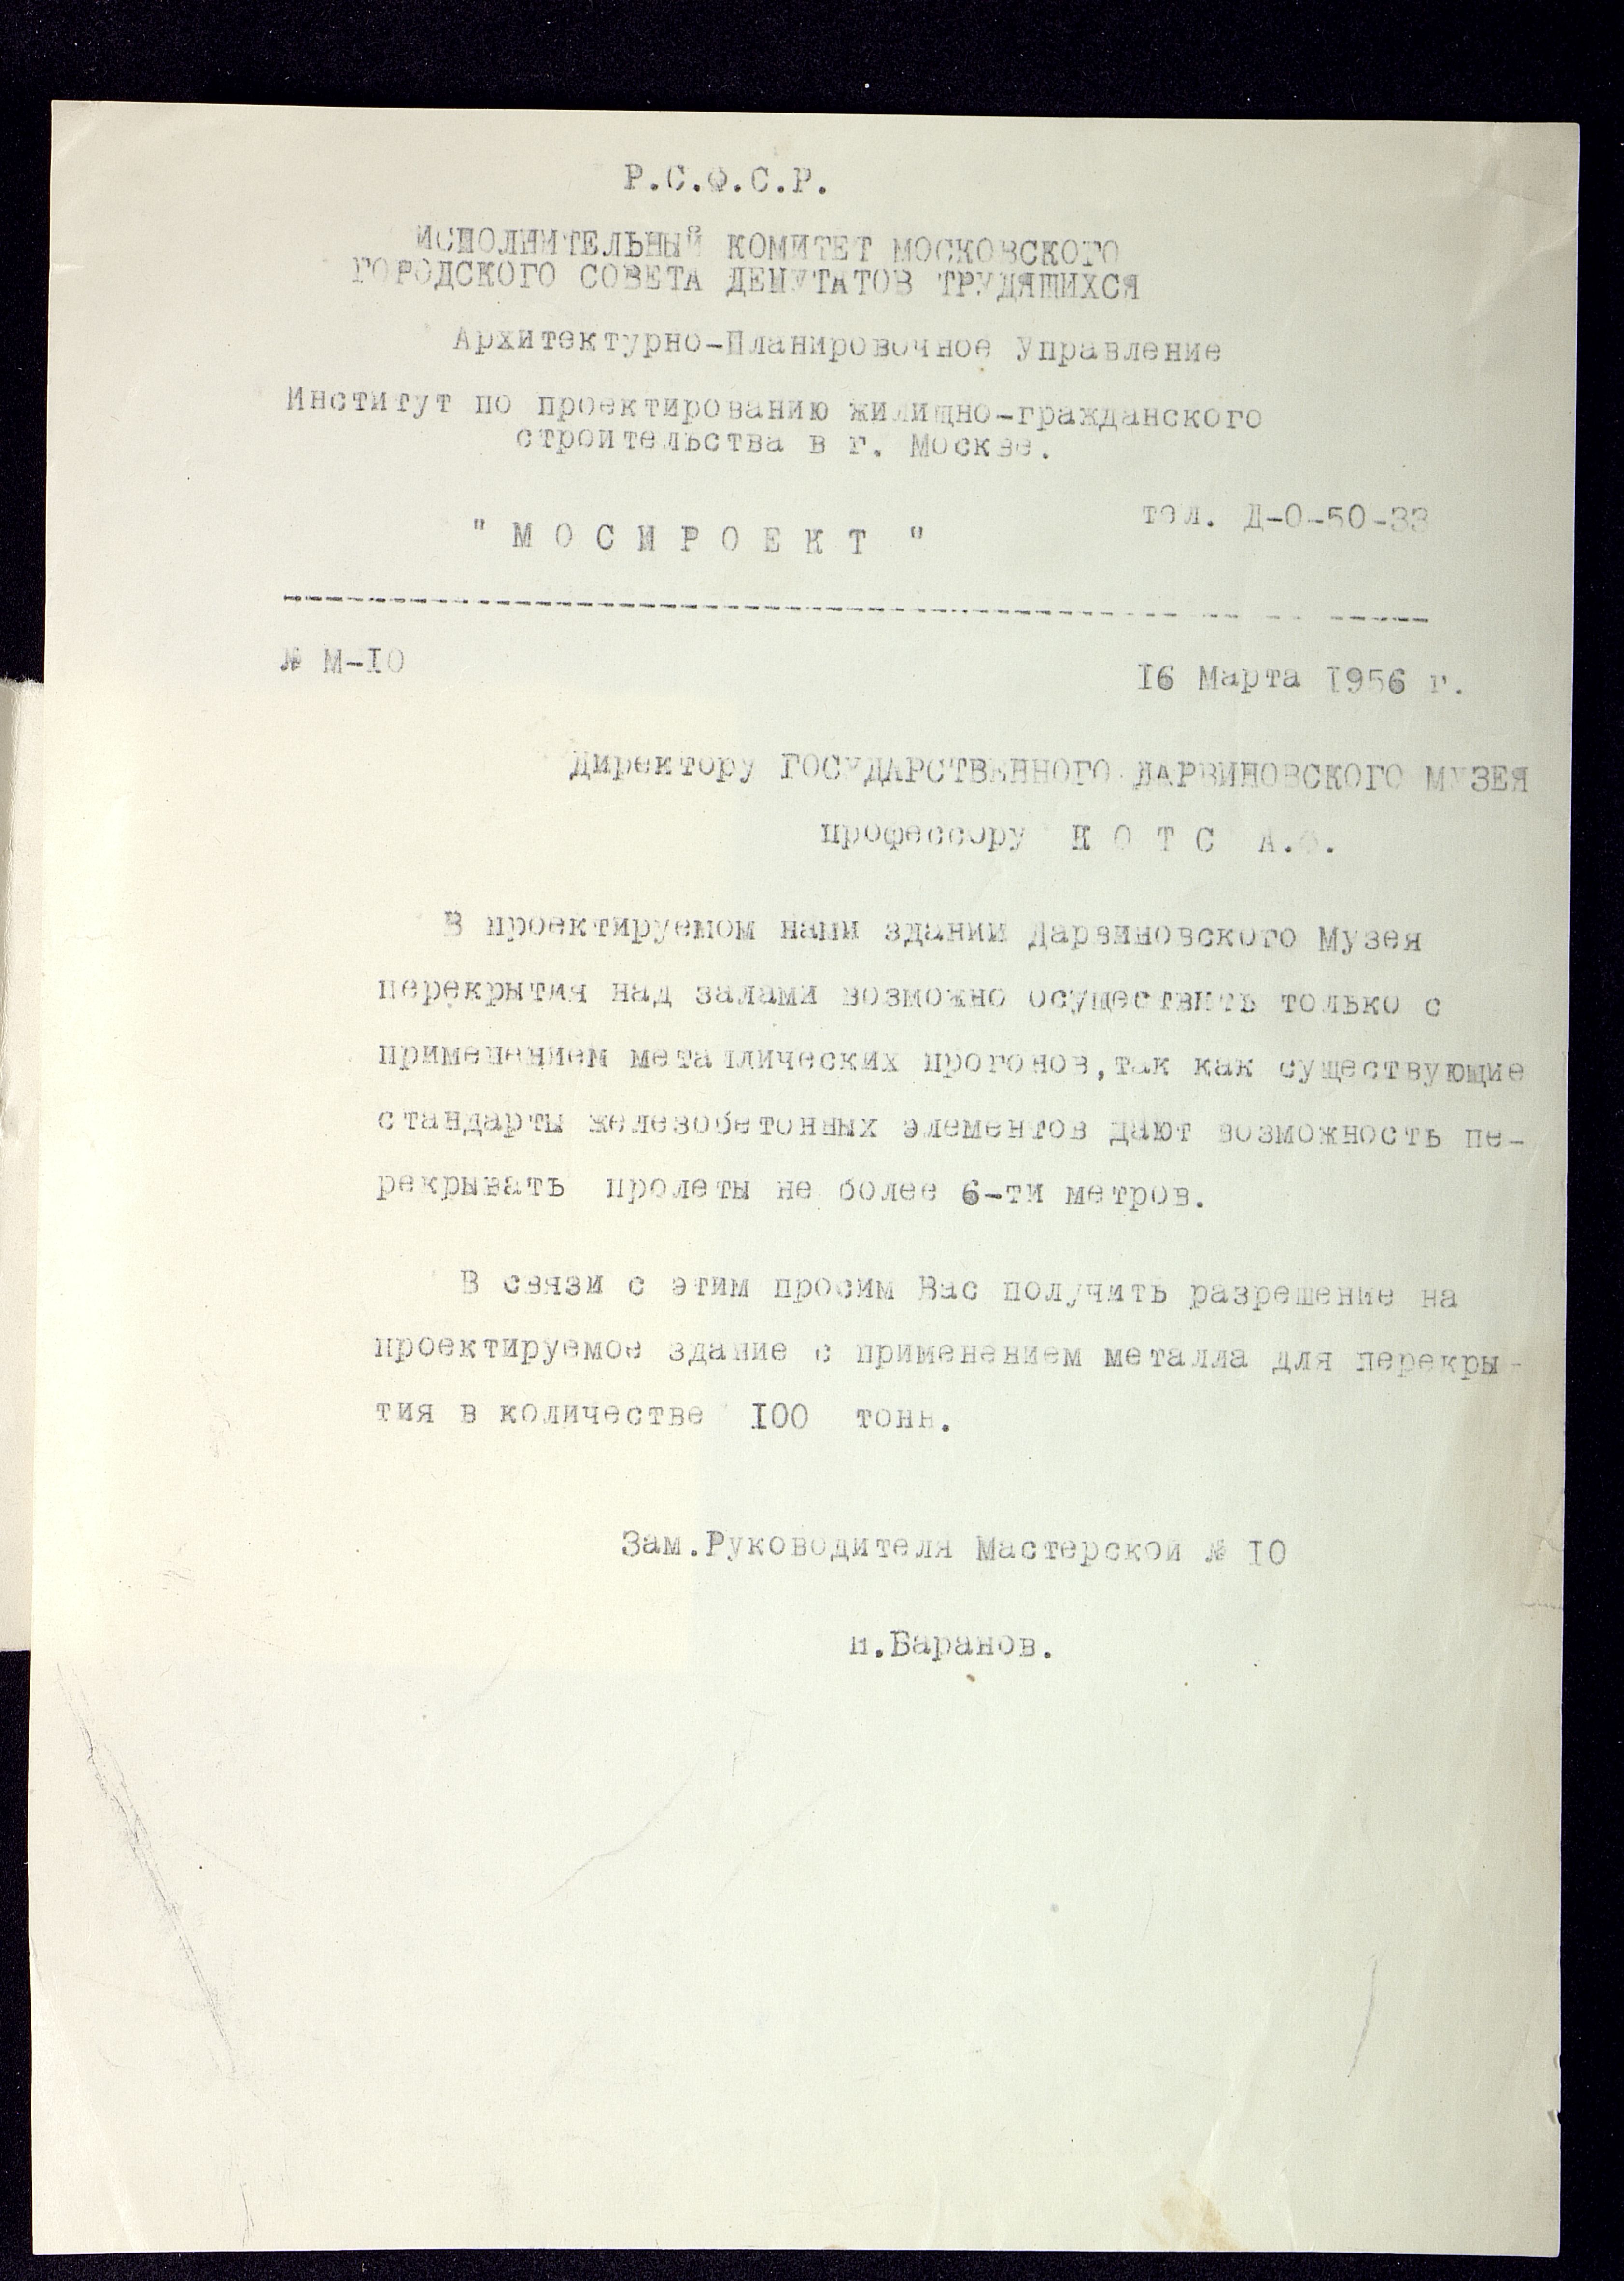 Р.С.Ф.С.Р.
ИСПОЛНИТЕЛЬНЫЙ КОМИТЕТ МОСКОВСКОГО
ГОРОДСКОГО СОВЕТА ДЕПУТАТОВ ТРУДЯЩИХСЯ
Архитектурно-Планировочное Управление
Институт по проектированию жилищно-гражданского
строительства в г. Москве.
тел. Д-0-50-33
" М О С П Р О Е К Т "
№ М-10
16 Марта 1956 г.
Директору ГОСУДАРСТВЕННОГО ДАРВИНОВСКОГО МУЗЕЯ
профессору К О Т С А.Ф.
В проектируемом нами здании Дарвиновского Музея
перекрытия над залами возможно осуществить только с
применением металлических прогонов,так как существующие
стандарты железобетонных элементов дают возможность пе-
рекрывать пролеты не более 6-ти метров.
В связи с этим просим Вас получить разрешение на
проектируемое здание с применением металла для перекры-
тия в количестве 100 тонн.
Зам.Руководителя Мастерской № 10
Баранов.